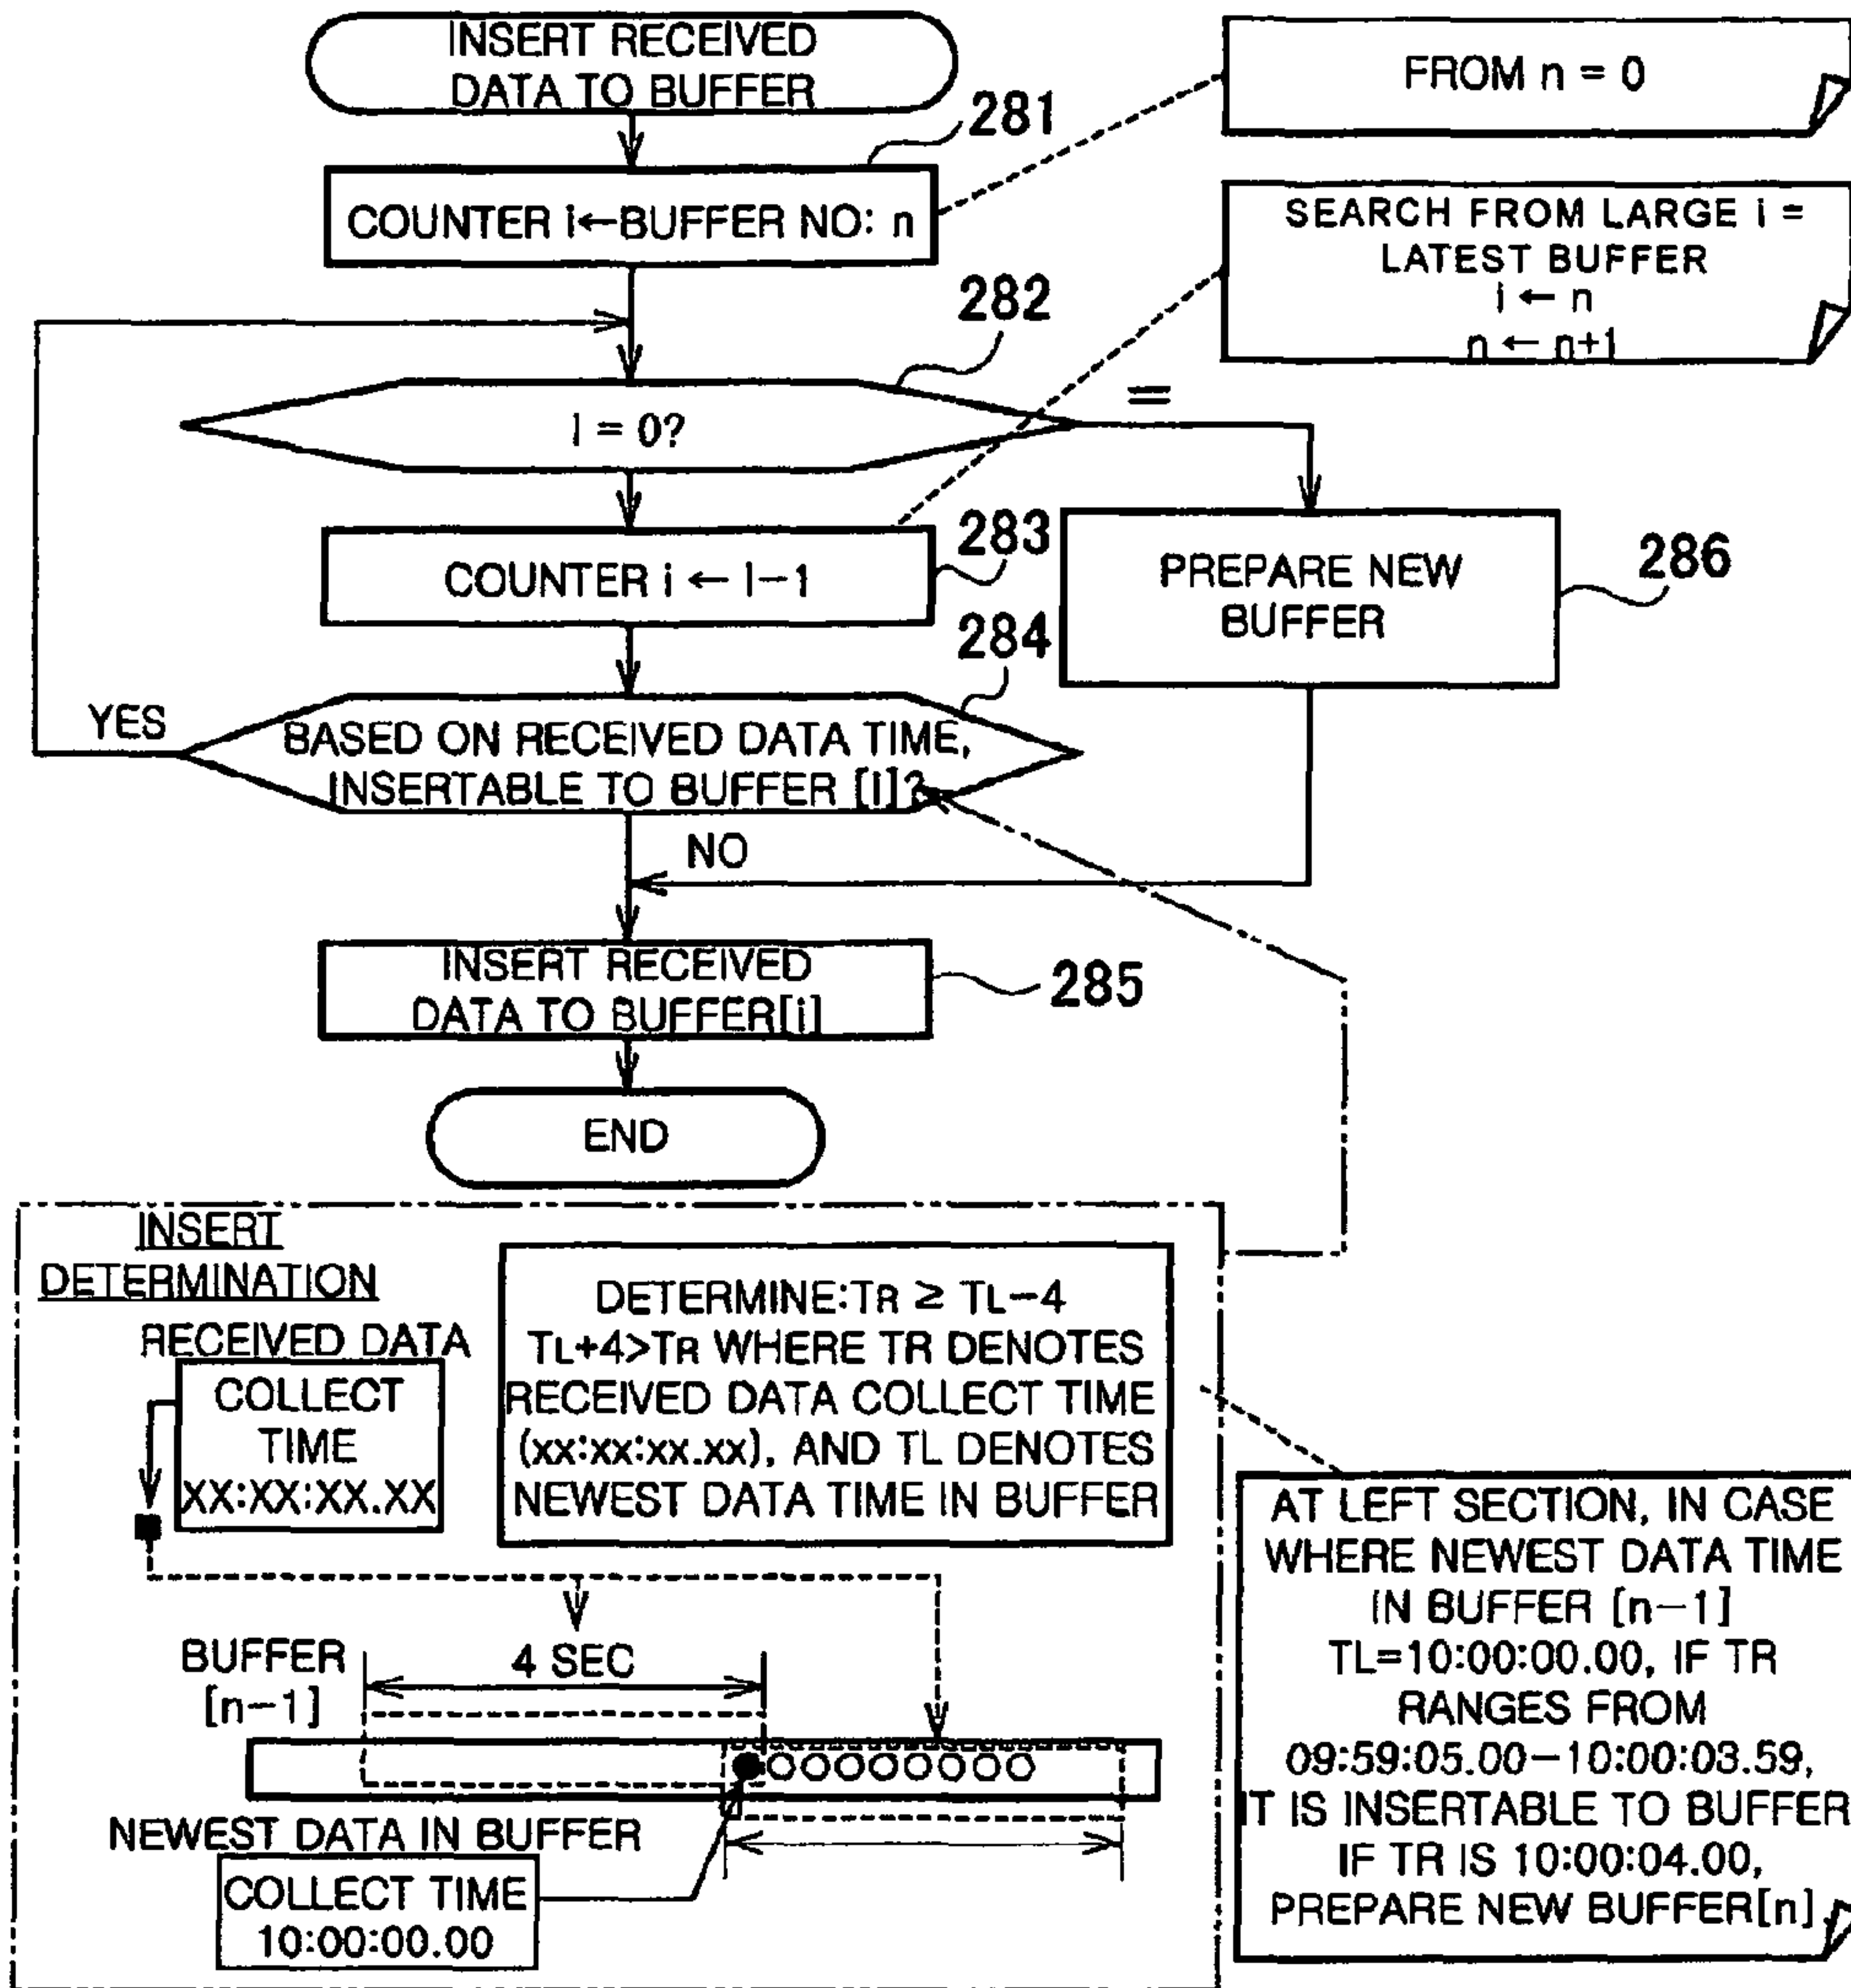 INSERT RECEIVED
DATA TO BUFFER
FROM n = 0
281
COUNTER i←BUFFER NO: n
SEARCH FROM LARGE i =
LATEST BUFFER
i ← n
n ← n+1
282
I = 0?
=
283
COUNTER i ← I-1
PREPARE NEW
BUFFER
286
284
YES
BASED ON RECEIVED DATA TIME,
INSERTABLE TO BUFFER [I]?
NO
INSERT RECEIVED
DATA TO BUFFER[i]
285
END
INSERT
DETERMINATION
RECEIVED DATA
COLLECT
TIME
XX:XX:XX.XX
DETERMINE:TR ≥ TL-4
TL+4>TR WHERE TR DENOTES
RECEIVED DATA COLLECT TIME
(xx:xx:xx.xx), AND TL DENOTES
NEWEST DATA TIME IN BUFFER
BUFFER
[n-1]
4 SEC
NEWEST DATA IN BUFFER
COLLECT TIME
10:00:00.00
AT LEFT SECTION, IN CASE
WHERE NEWEST DATA TIME
IN BUFFER [n-1]
TL=10:00:00.00, IF TR
RANGES FROM
09:59:05.00-10:00:03.59,
IT IS INSERTABLE TO BUFFER
IF TR IS 10:00:04.00,
PREPARE NEW BUFFER[n]